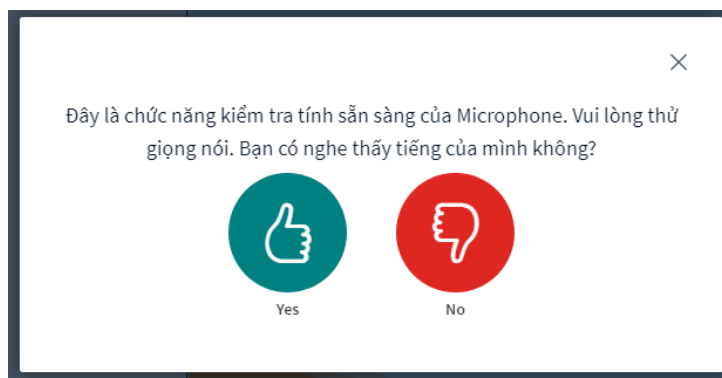 Đây là chức năng kiểm tra tính sẵn sàng của Microphone. Vui lòng thử
giọng nói. Bạn có nghe thấy tiếng của mình không?
Yes
No